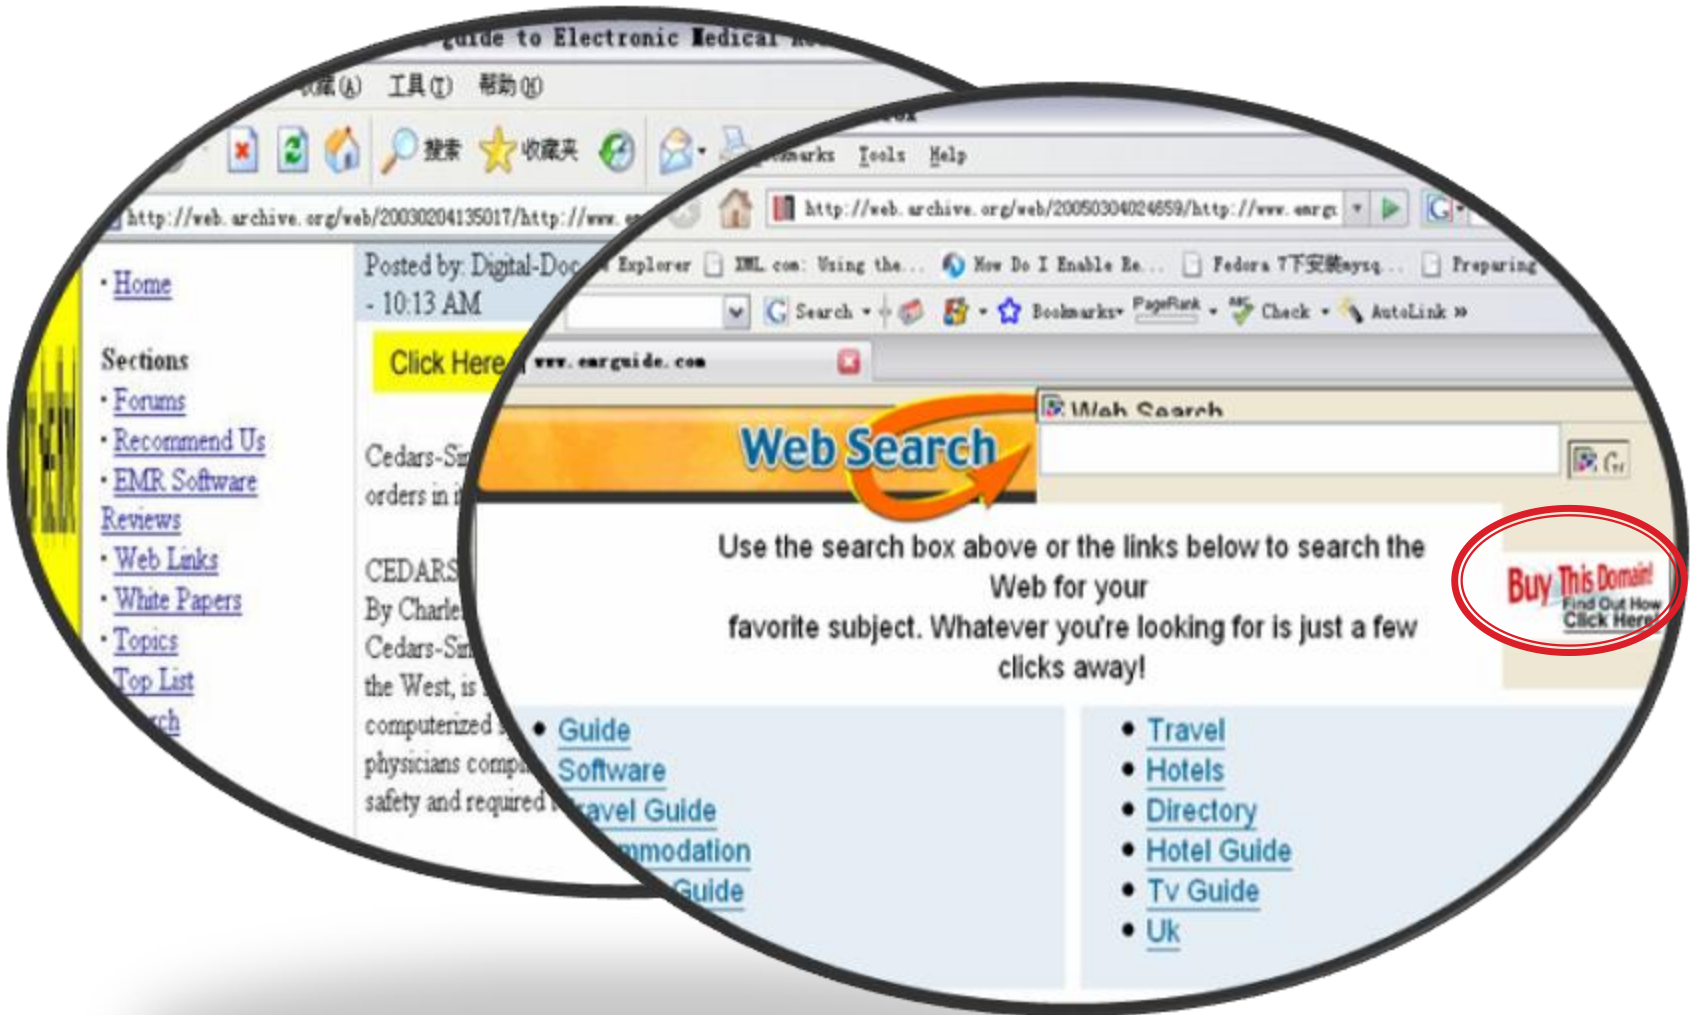 guide to Electronic Medical
收藏(A) 工具(T) 帮助(H)
搜索 收藏夹
http://web.archive.org/web/20030204135017/http://www.
· Home
Sections
· Forums
· Recommend Us
· EMR Software
Reviews
· Web Links
· White Papers
· Topics
Top List
Posted by: Digital-Doc
- 10:13 AM
Click Here
Cedars-Sin
orders in i
CEDARS
By Charle
Cedars-Sin
the West, is
computerized
physicians comp
safety and required
Tools Help
http://web.archive.org/web/20050304024659/http://www.emrg
Explorer XML.com: Using the... How Do I Enable Re... Fedora 7下安装mysq... Preparing
Search Bookmarks PageRank ABC Check AutoLink »
www.emrguide.com
Web Search
Web Search
Use the search box above or the links below to search the
Web for your
favorite subject. Whatever you're looking for is just a few
clicks away!
Buy This Domain!
Find Out How
Click Here!
• Guide
Software
Travel Guide
mmodation
Guide
• Travel
• Hotels
• Directory
• Hotel Guide
• Tv Guide
• Uk